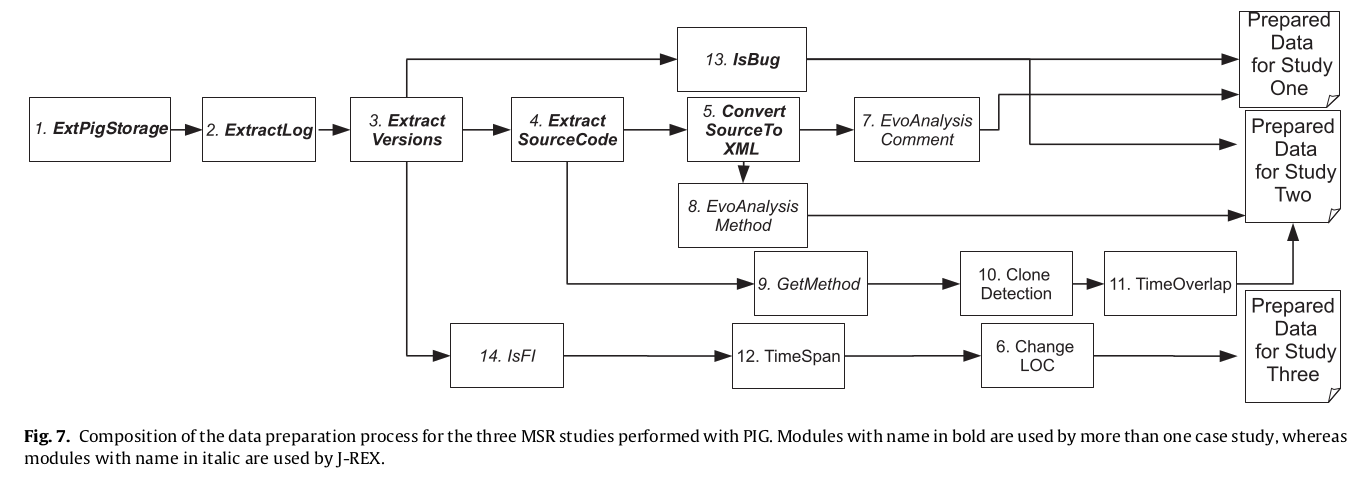 1. ExtPigStorage
2. ExtractLog
3. Extract
Versions
4. Extract
SourceCode
13. IsBug
5. Convert
SourceTo
XML
7. EvoAnalysis
Comment
8. EvoAnalysis
Method
9. GetMethod
10. Clone
Detection
11. TimeOverlap
14. IsFI
12. TimeSpan
6. Change
LOC
Prepared
Data
for Study
One
Prepared
Data
for Study
Two
Prepared
Data
for Study
Three
Fig. 7. Composition of the data preparation process for the three MSR studies performed with PIG. Modules with name in bold are used by more than one case study, whereas
modules with name in italic are used by J-REX.